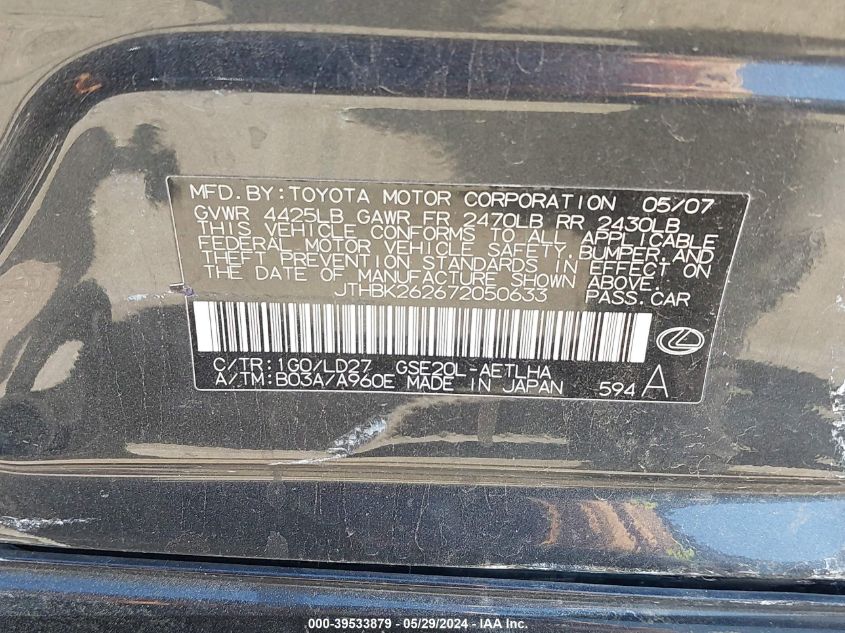 MFD. BY: TOYOTA MOTOR CORPORATION 05/07
GVWR 4425LB GAWR FR 2470LB RR 2430LB
THIS VEHICLE CONFORMS TO ALL APPLICABLE
FEDERAL MOTOR VEHICLE SAFETY, BUMPER, AND
THEFT PREVENTION STANDARDS IN EFFECT ON
THE DATE OF MANUFACTURE SHOWN ABOVE.
JTHBK262672050633 PASS. CAR
C/TR: 1G0/LD27 GSE20L-AETLHA
A/TM: B03A/A960E MADE IN JAPAN 594 A
000-39533879 - 05/29/2024 - IAA Inc.